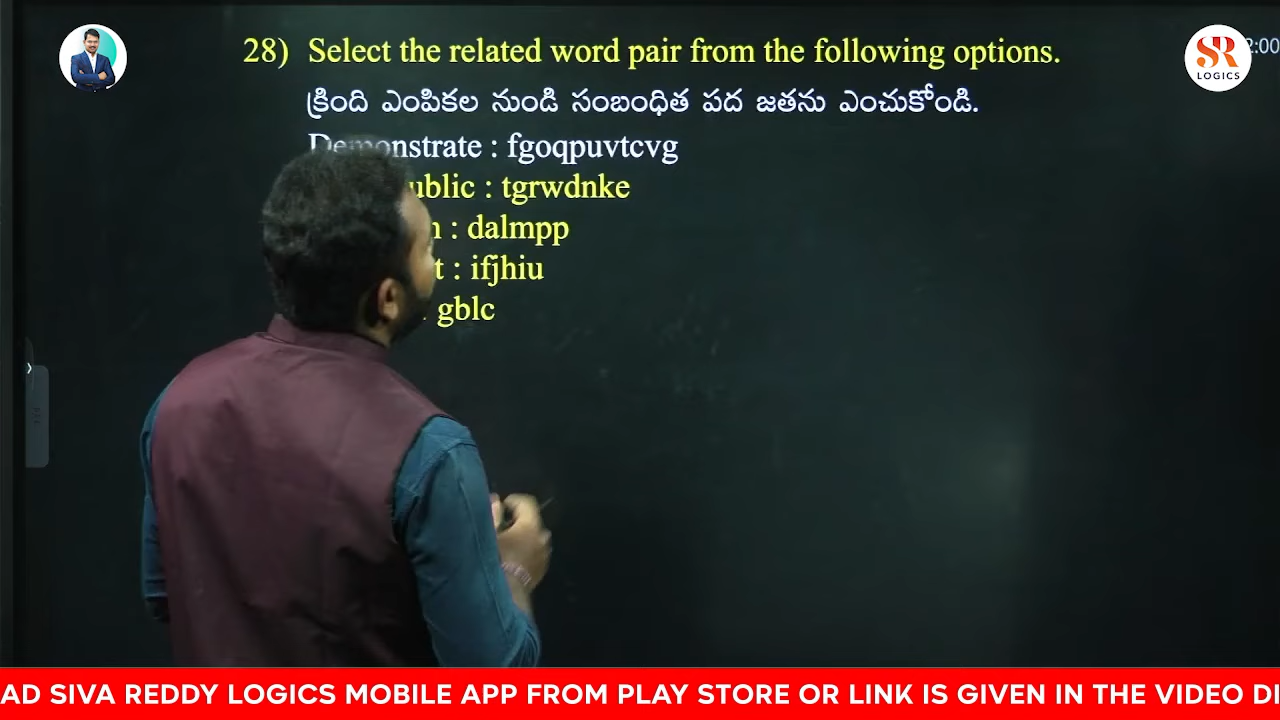 28) Select the related word pair from the following options.
క్రింది ఎంపికల నుండి సంబంధిత పద జతను ఎంచుకోండి.
Demonstrate : fgoqpuvtcvg
ublic : tgrwdnke
: dalmpp
t : ifjhiu
gblc
SR
LOGICS
2:00
AD SIVA REDDY LOGICS MOBILE APP FROM PLAY STORE OR LINK IS GIVEN IN THE VIDEO DI